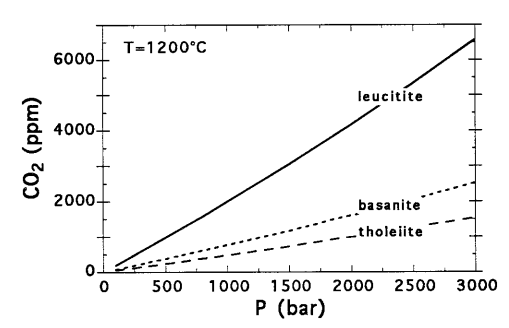 T=1200°C
6000
4000
2000
0
CO₂ (ppm)
leucitite
basanite
tholeiite
0 500 1000 1500 2000 2500 3000
P (bar)